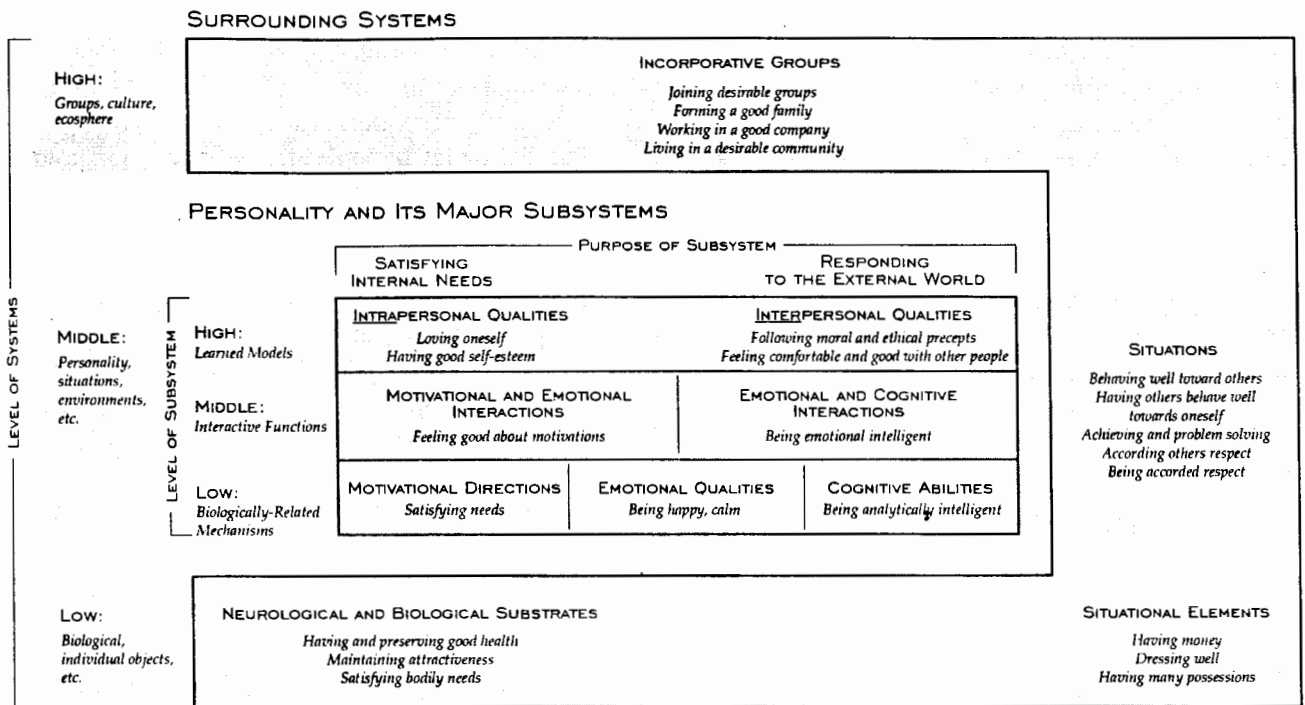 SURROUNDING SYSTEMS
LEVEL OF SYSTEMS
HIGH:
Groups, culture,
ecosphere
INCORPORATIVE GROUPS
Joining desirable groups
Forming a good family
Working in a good company
Living in a desirable community
PERSONALITY AND ITS MAJOR SUBSYSTEMS
PURPOSE OF SUBSYSTEM
SATISFYING
INTERNAL NEEDS
RESPONDING
TO THE EXTERNAL WORLD
MIDDLE:
Personality,
situations,
environments,
etc.
LEVEL OF SUBSYSTEM
HIGH:
Learned Models
INTRAPERSONAL QUALITIES
Loving oneself
Having good self-esteem
INTERPERSONAL QUALITIES
Following moral and ethical precepts
Feeling comfortable and good with other people
MIDDLE:
Interactive Functions
MOTIVATIONAL AND EMOTIONAL
INTERACTIONS
Feeling good about motivations
EMOTIONAL AND COGNITIVE
INTERACTIONS
Being emotional intelligent
LOW:
Biologically-Related
Mechanisms
MOTIVATIONAL DIRECTIONS
Satisfying needs
EMOTIONAL QUALITIES
Being happy, calm
COGNITIVE ABILITIES
Being analytically intelligent
SITUATIONS
Behaving well toward others
Having others behave well
towards oneself
Achieving and problem solving
According others respect
Being accorded respect
LOW:
Biological,
individual objects,
etc.
NEUROLOGICAL AND BIOLOGICAL SUBSTRATES
Having and preserving good health
Maintaining attractiveness
Satisfying bodily needs
SITUATIONAL ELEMENTS
Having money
Dressing well
Having many possessions